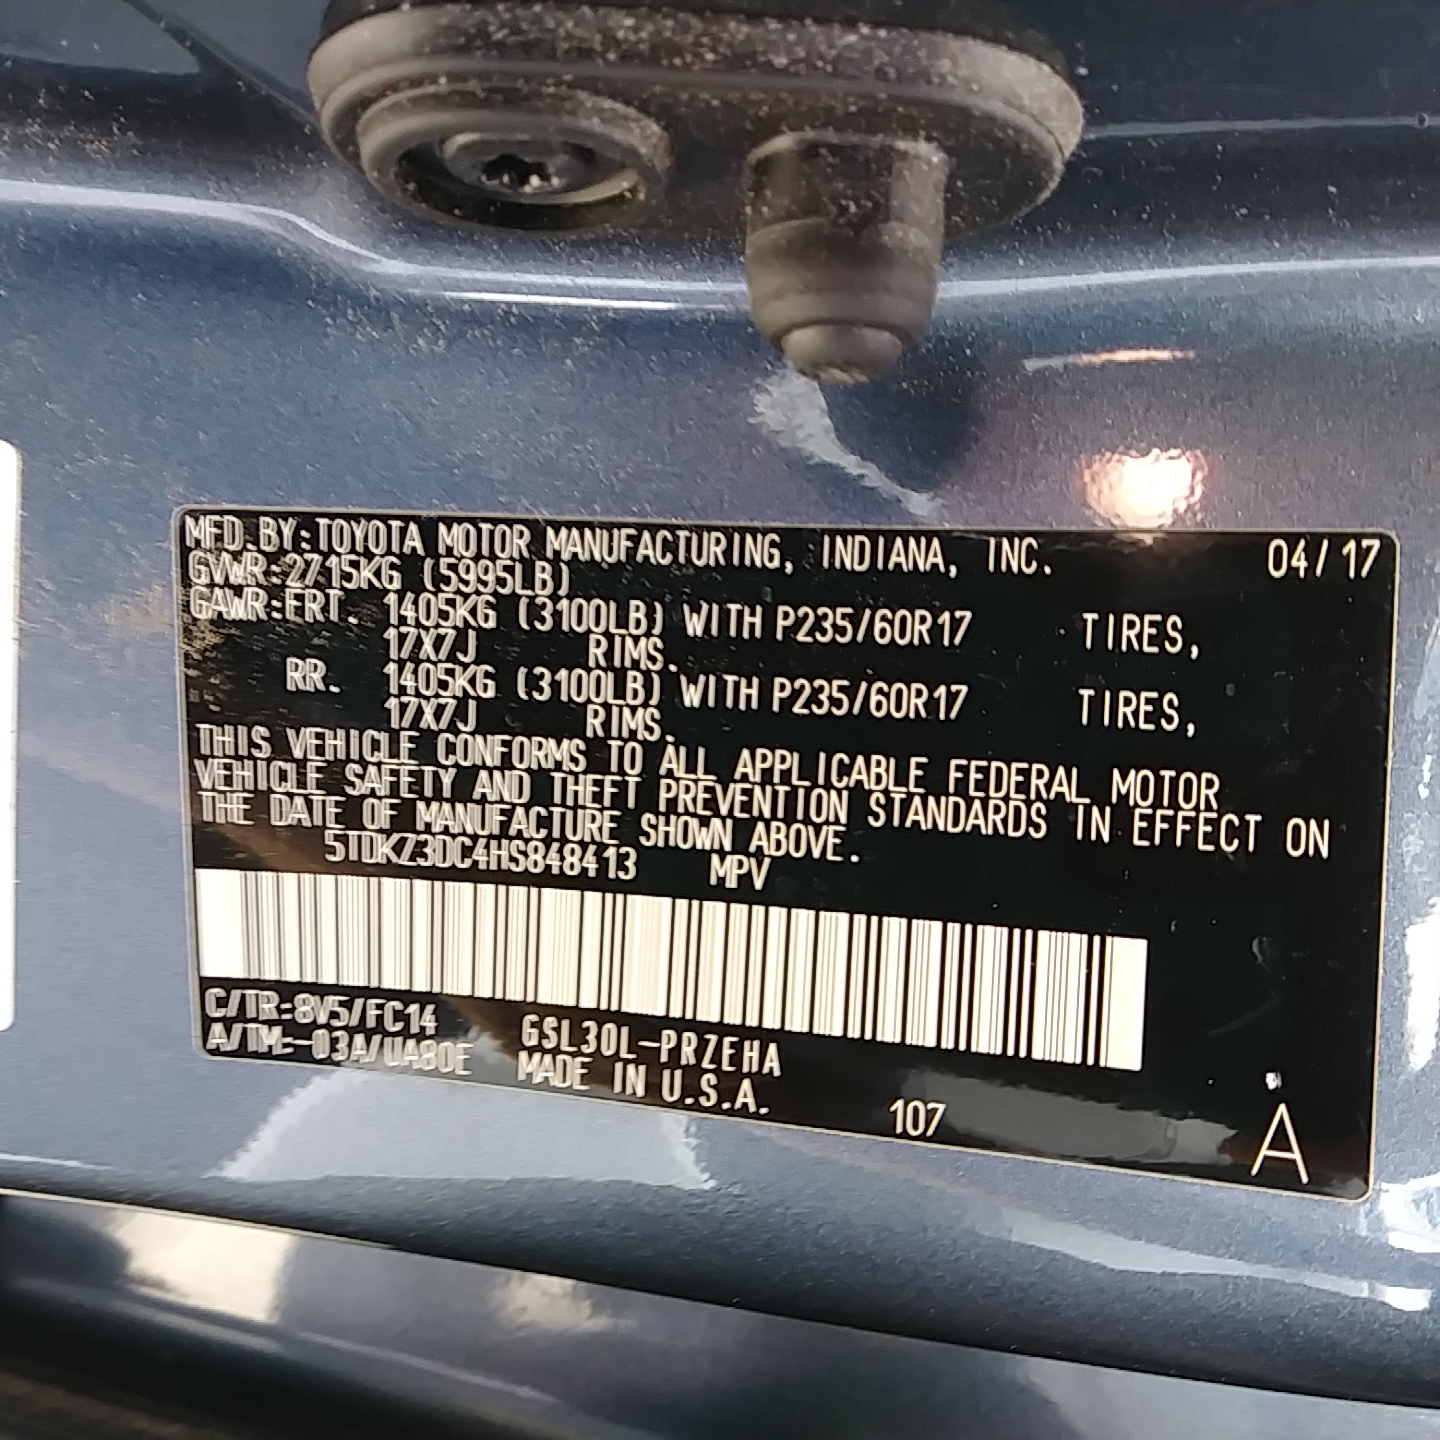 MFD.BY:TOYOTA MOTOR MANUFACTURING, INDIANA, INC. 04/17
GVWR:2715KG (5995LB)
GAWR:FRT. 1405KG (3100LB) WITH P235/60R17 TIRES,
17X7J RIMS.
RR. 1405KG (3100LB) WITH P235/60R17 TIRES,
17X7J RIMS.
THIS VEHICLE CONFORMS TO ALL APPLICABLE FEDERAL MOTOR
VEHICLE SAFETY AND THEFT PREVENTION STANDARDS IN EFFECT ON
THE DATE OF MANUFACTURE SHOWN ABOVE.
5TDKZ3DC4HS848413 MPV
C/TR:8V5/FC14 GSL30L-PRZEHA
A/TM:-03A/UA80E MADE IN U.S.A.
107 A